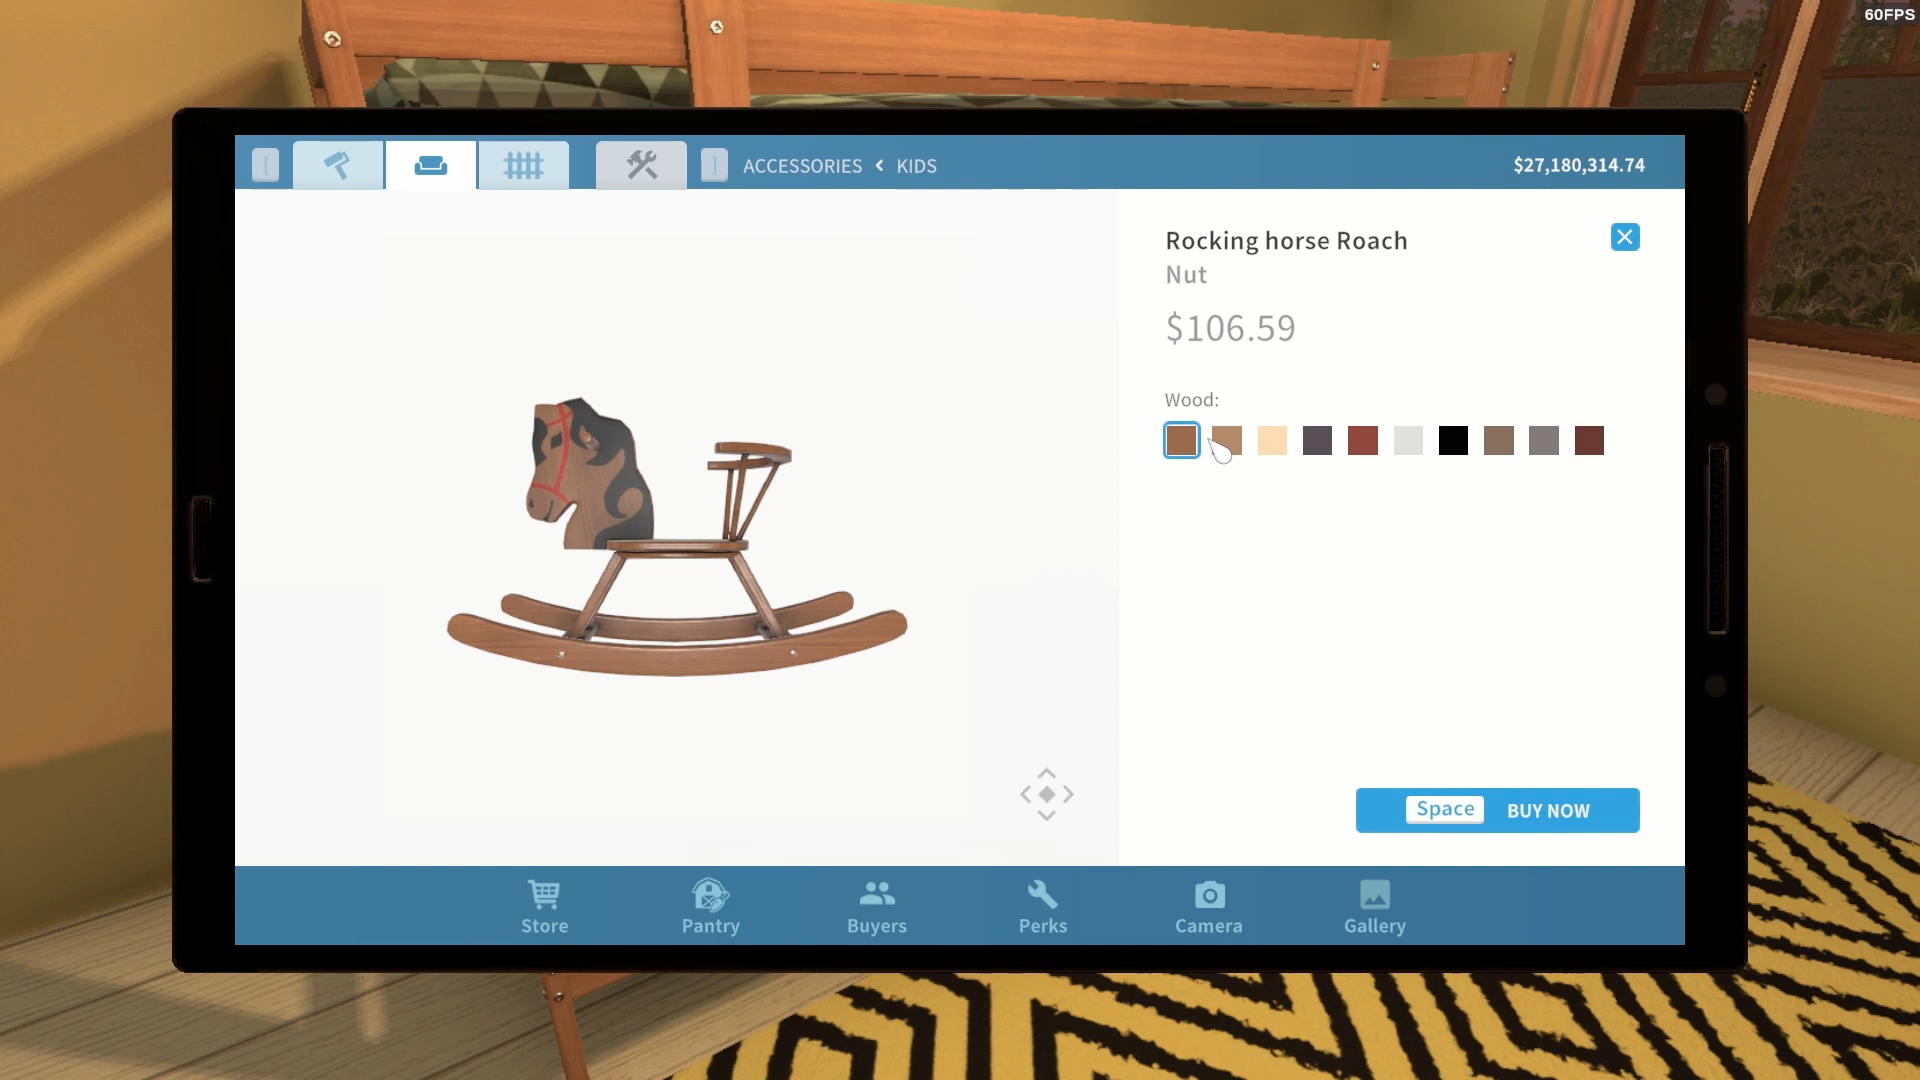 60FPS
[
]
ACCESSORIES < KIDS
$27,180,314.74
Rocking horse Roach
Nut
$106.59
Wood:
Space BUY NOW
Store
Pantry
Buyers
Perks
Camera
Gallery